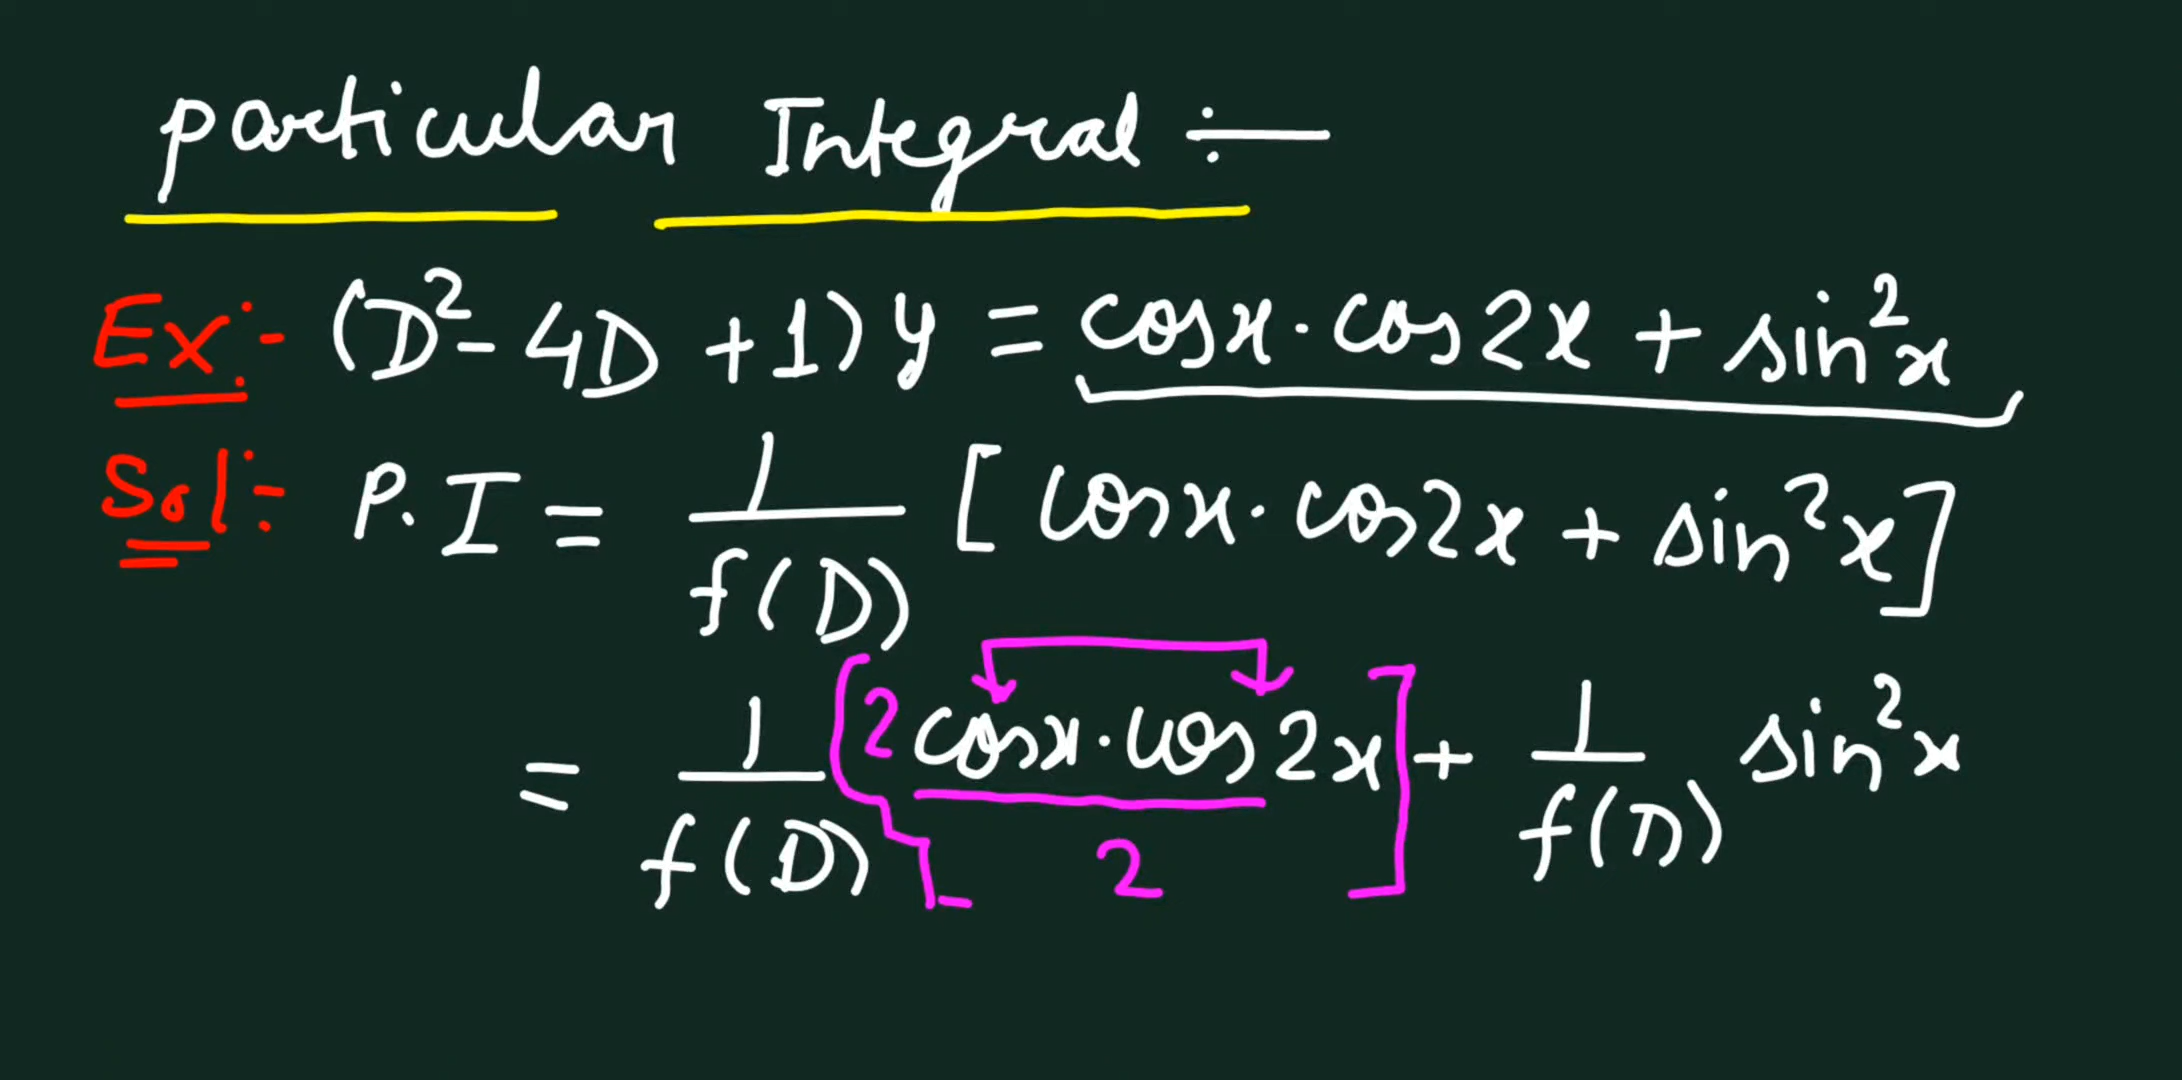 particular Integral :-
Ex:- (D²-4D+1)y = cosx.cos2x + sin²x
Sol:- P.I = 1/f(D) [cosx.cos2x + sin²x]
= 1/f(D) [2cosx.cos2x/2] + 1/f(D) sin²x